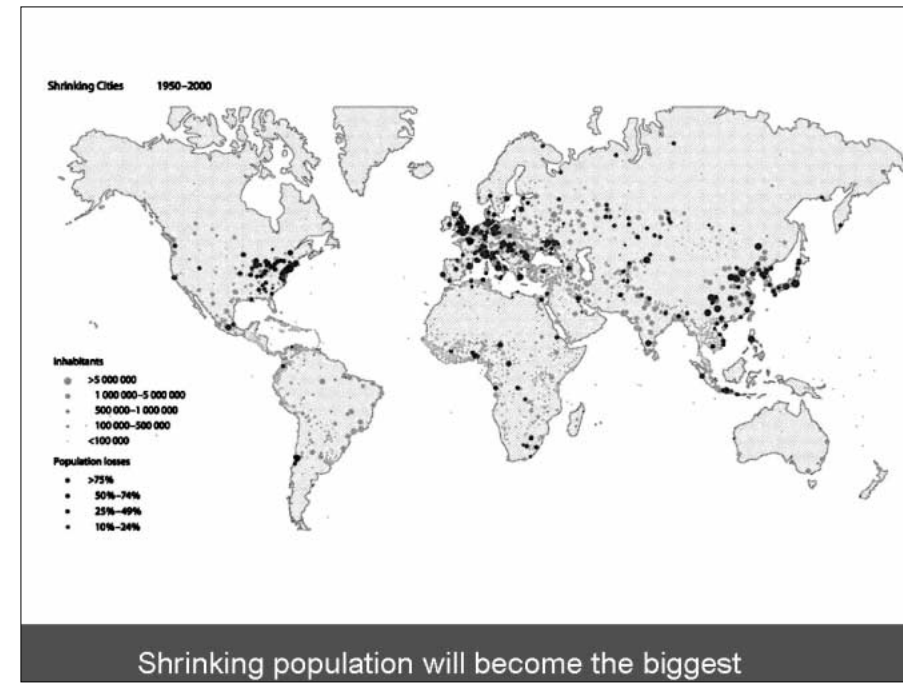 Shrinking Cities 1950–2000
Inhabitants
>5 000 000
1 000 000–5 000 000
500 000–1 000 000
100 000–500 000
<100 000
Population losses
>75%
50%–74%
25%–49%
10%–24%
Shrinking population will become the biggest